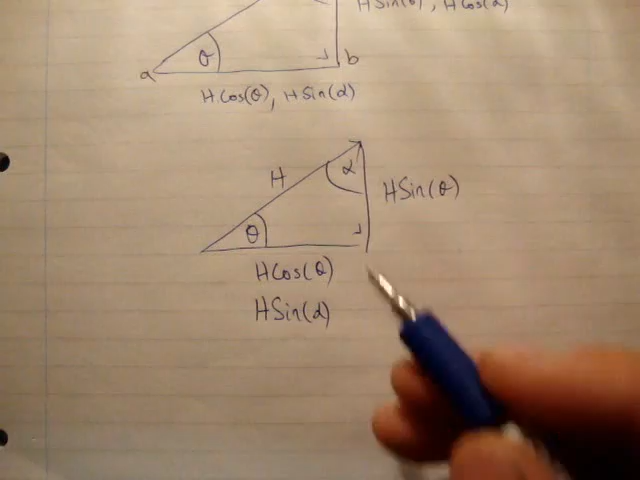 HSin(θ), HCos(α)
θ
a
b
HCos(θ), HSin(α)
H
α
HSin(θ)
θ
HCos(θ)
HSin(α)